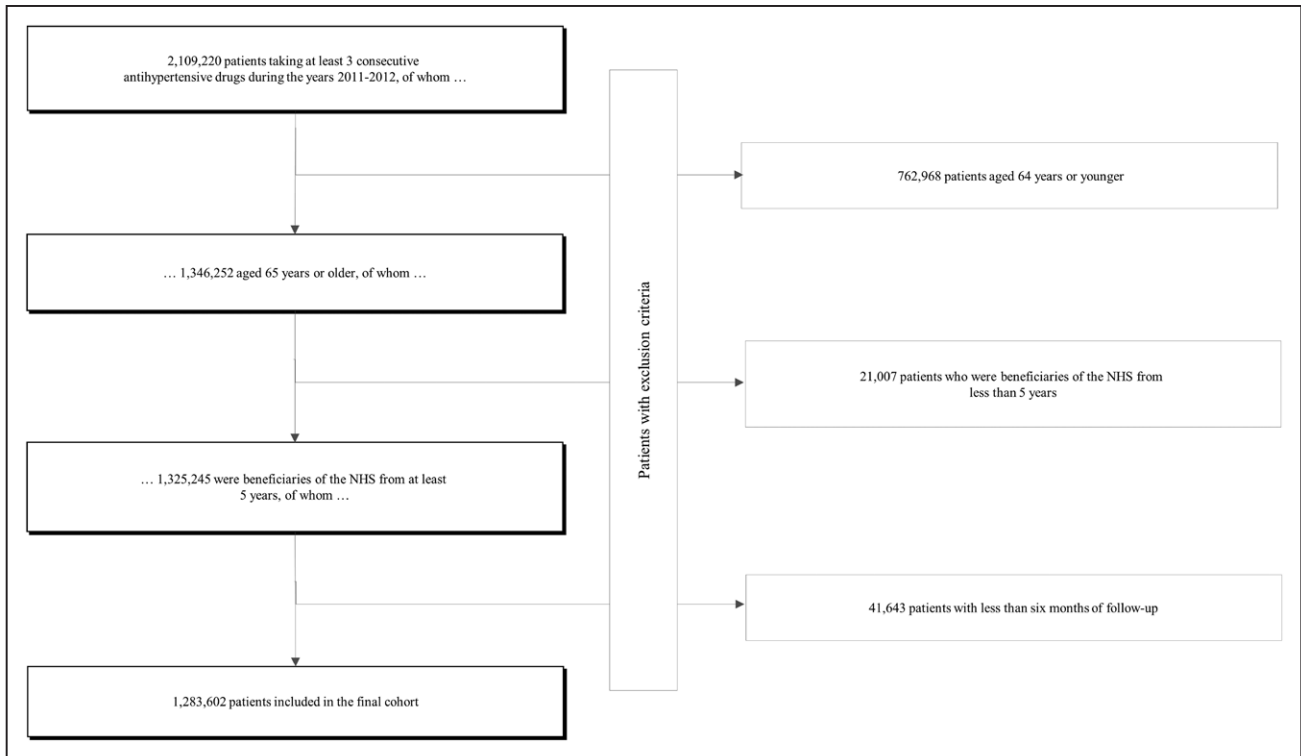 2,109,220 patients taking at least 3 consecutive
antihypertensive drugs during the years 2011-2012, of whom …
762,968 patients aged 64 years or younger
… 1,346,252 aged 65 years or older, of whom …
Patients with exclusion criteria
21,007 patients who were beneficiaries of the NHS from
less than 5 years
… 1,325,245 were beneficiaries of the NHS from at least
5 years, of whom …
41,643 patients with less than six months of follow-up
1,283,602 patients included in the final cohort